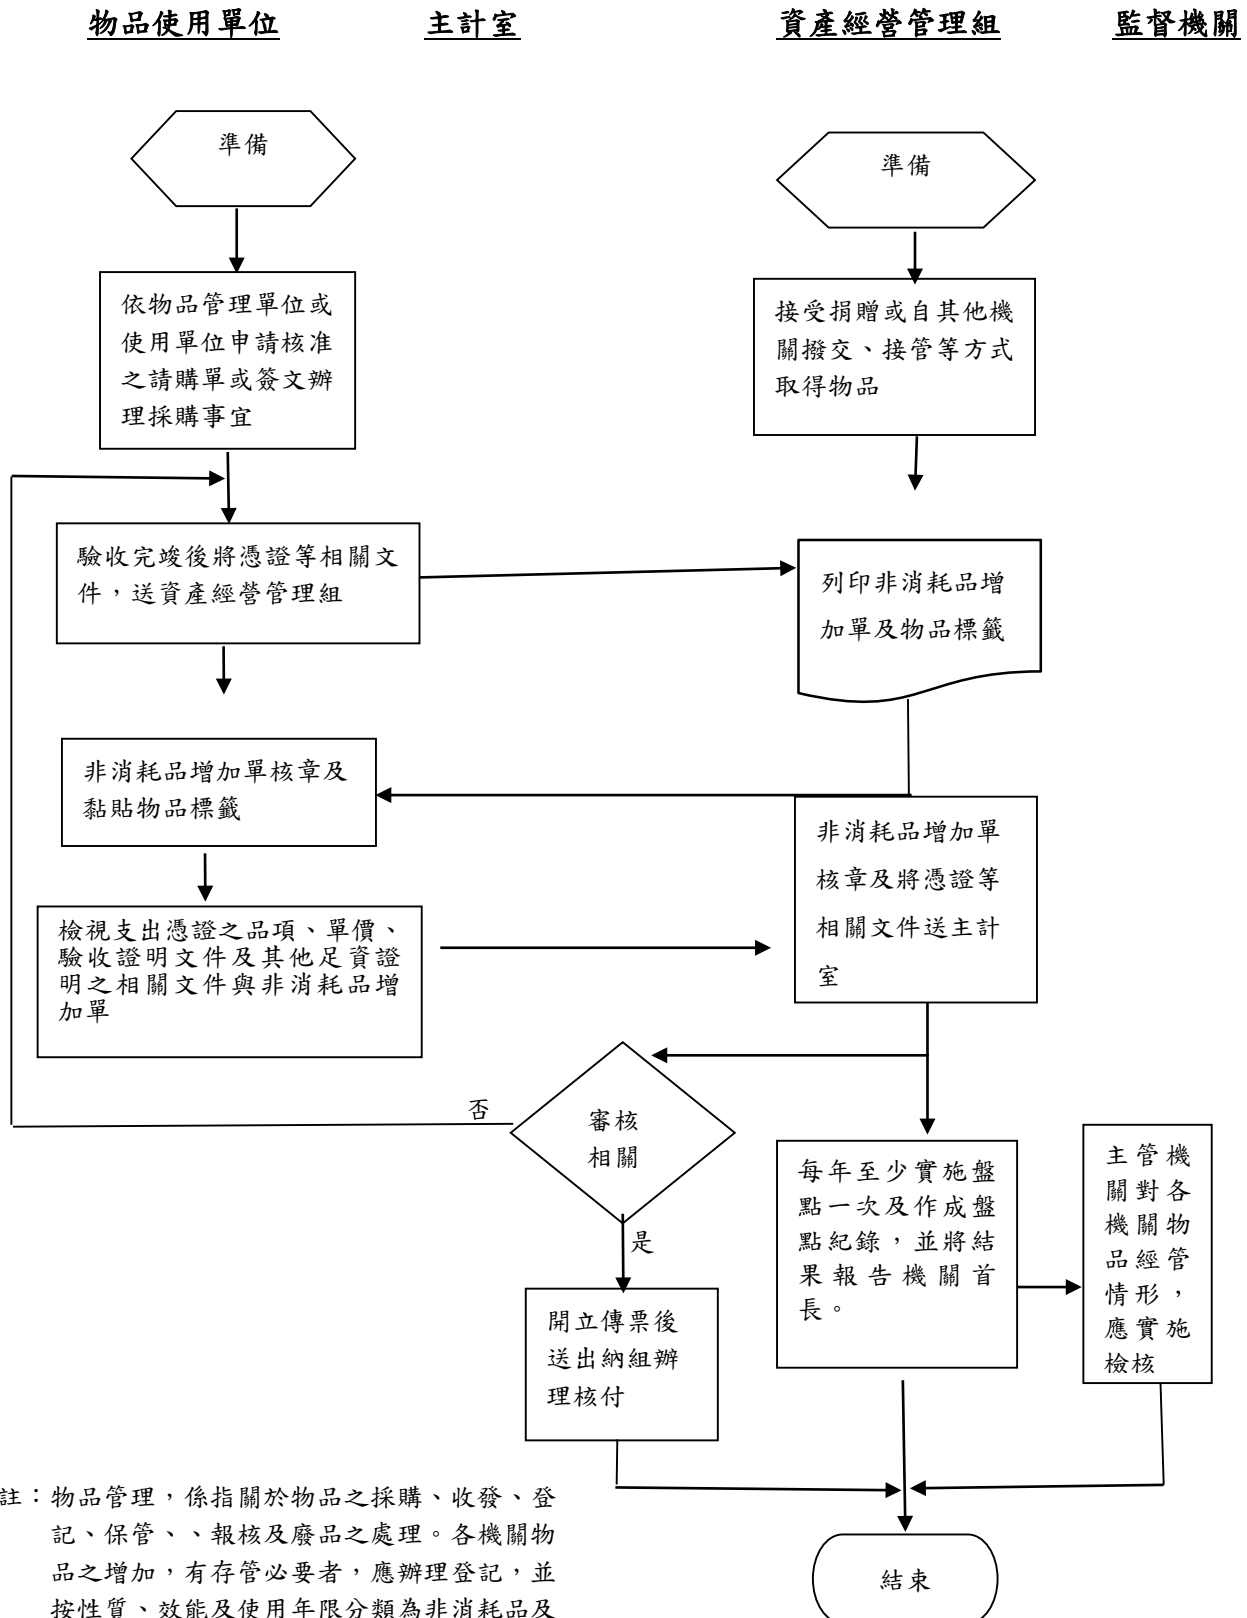 物品使用單位 主計室 資產經營管理組 監督機關
準備
準備
依物品管理單位或
使用單位申請核准
之請購單或簽文辦
理採購事宜
接受捐贈或自其他機
關撥交、接管等方式
取得物品
驗收完竣後將憑證等相關文
件，送資產經營管理組
列印非消耗品增
加單及物品標籤
非消耗品增加單核章及
黏貼物品標籤
非消耗品增加單
核章及將憑證等
相關文件送主計
室
檢視支出憑證之品項、單價、
驗收證明文件及其他足資證
明之相關文件與非消耗品增
加單
否
審核
相關
是
每年至少實施盤
點一次及作成盤
點紀錄，並將結
果報告機關首
長。
主管機
關對各
機關物
品經管
情形，
應實施
檢核
開立傳票後
送出納組辦
理核付
註：物品管理，係指關於物品之採購、收發、登
記、保管、、報核及廢品之處理。各機關物
品之增加，有存管必要者，應辦理登記，並
按性質、效能及使用年限分類為非消耗品及
結束